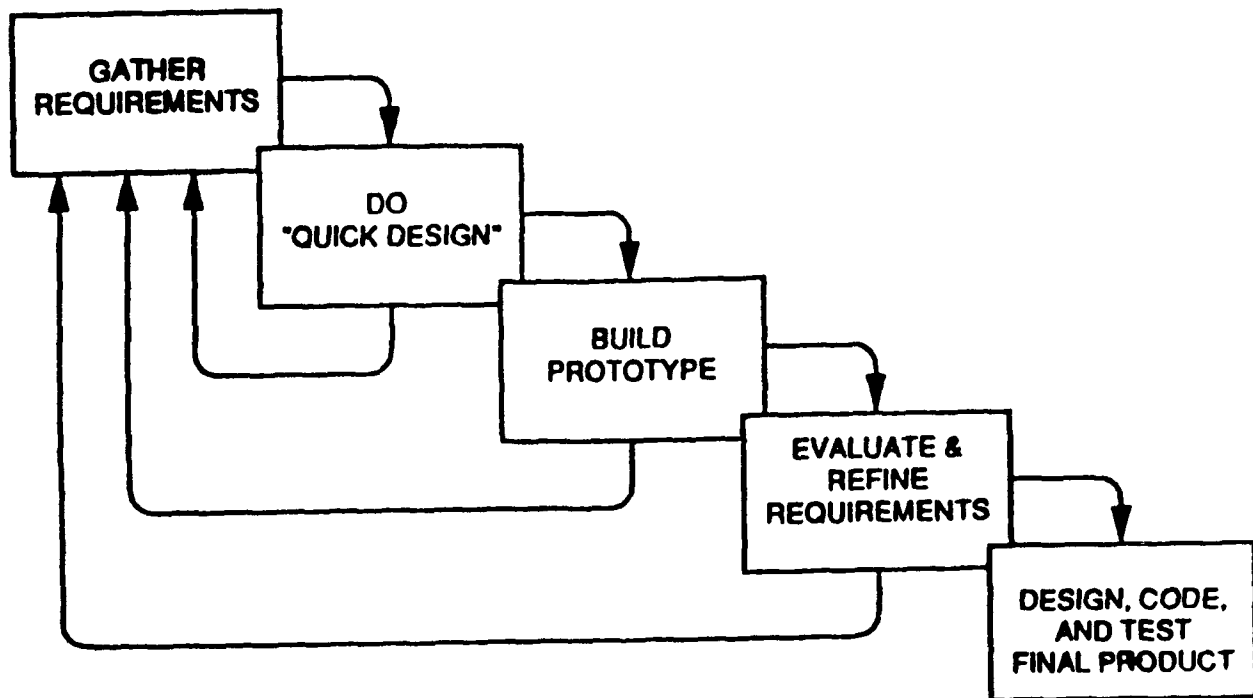 GATHER
REQUIREMENTS
DO
"QUICK DESIGN"
BUILD
PROTOTYPE
EVALUATE &
REFINE
REQUIREMENTS
DESIGN, CODE,
AND TEST
FINAL PRODUCT